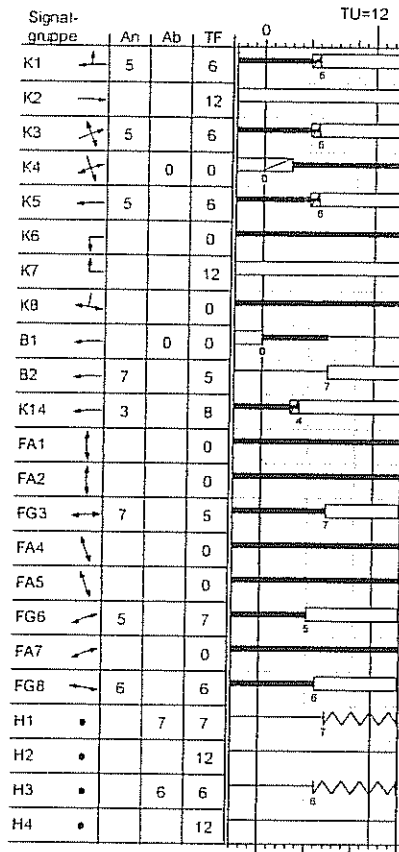 Signal-
gruppe An Ab TF 0 TU=12
K1 5 6 6
K2 12
K3 5 6 6
K4 0 0 0
K5 5 6 6
K6 0
K7 12
K8 0
B1 0 0 0
B2 7 5 7
K14 3 8 4
FA1 0
FA2 0
FG3 7 5 7
FA4 0
FA5 0
FG6 5 7 5
FA7 0
FG8 6 6 6
H1 7 7 7
H2 12
H3 6 6 6
H4 12